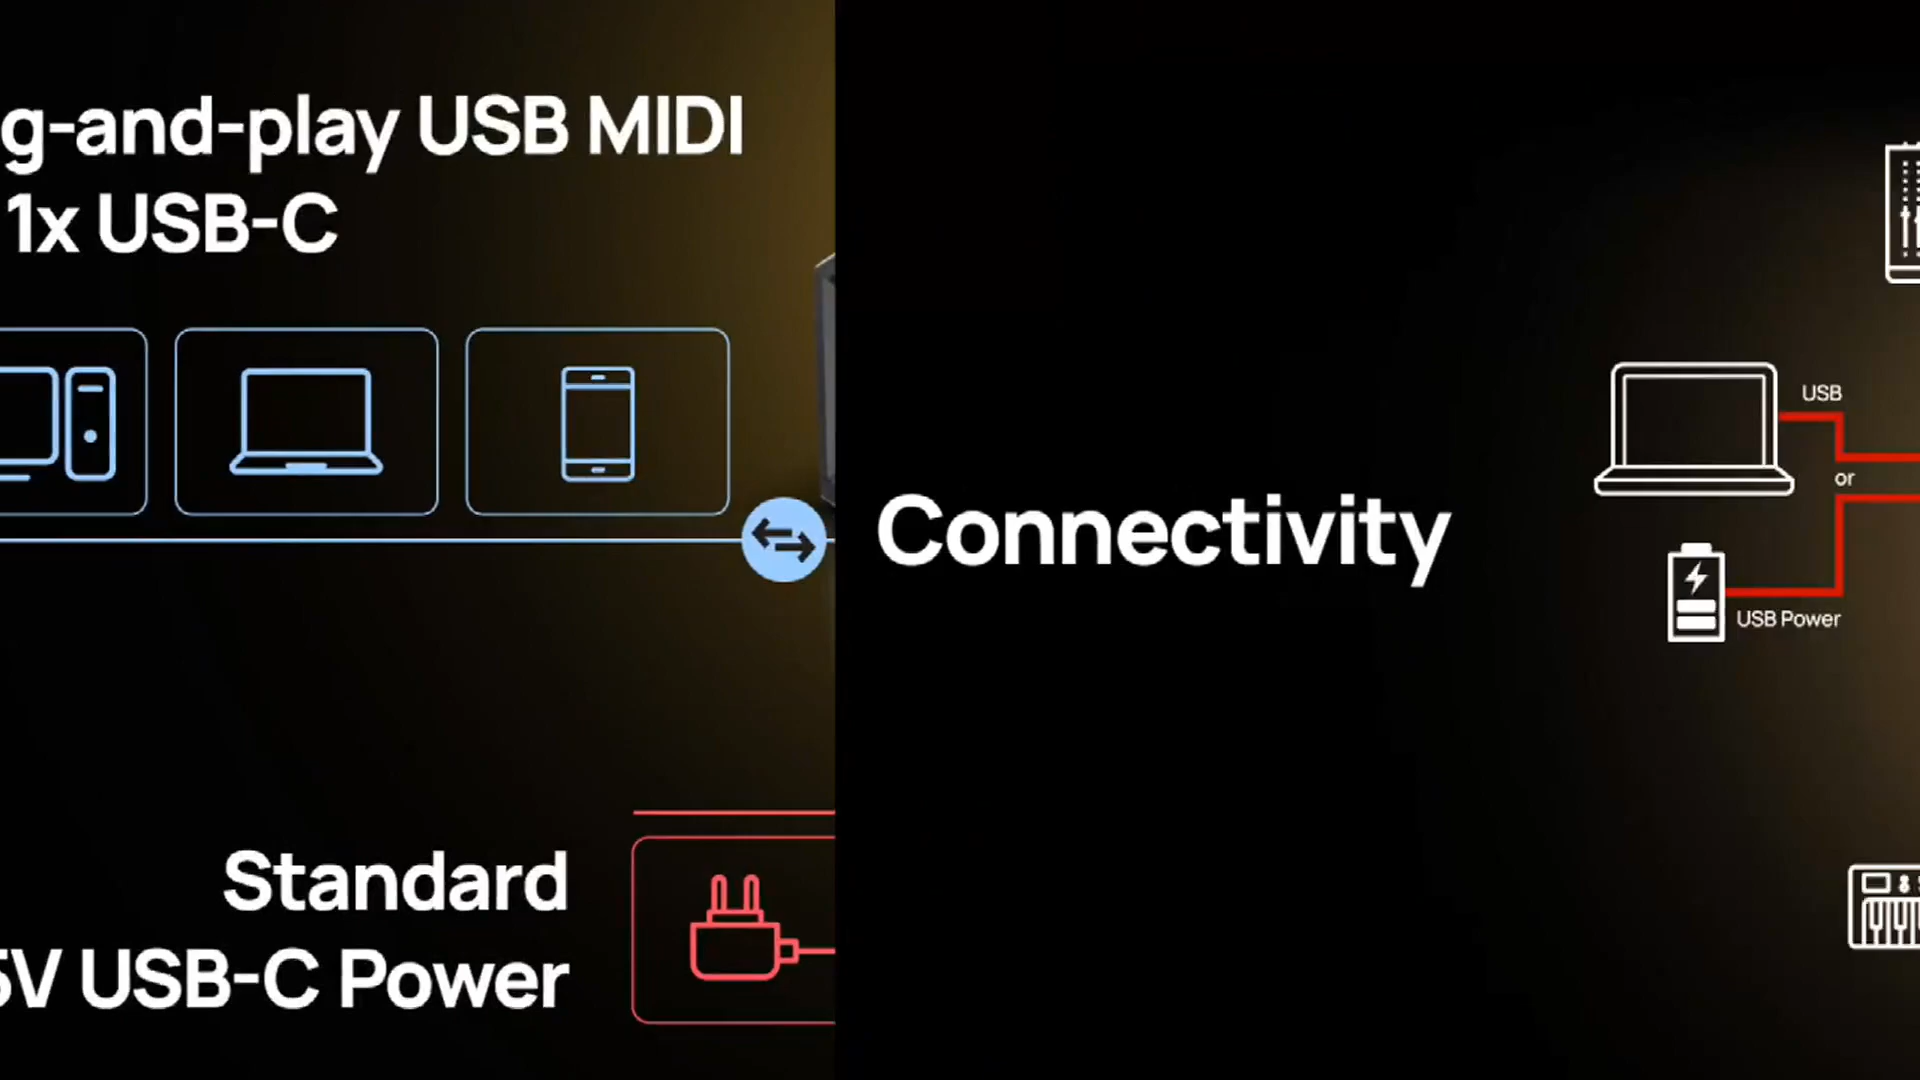 g-and-play USB MIDI
1x USB-C
Standard
5V USB-C Power
Connectivity
USB
or
USB Power